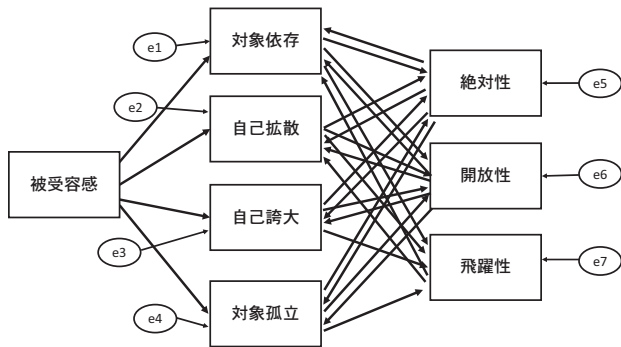 対象依存
e1
絶対性
e5
e2
自己拡散
被受容感
開放性
e6
自己誇大
e3
飛躍性
e7
e4
対象孤立